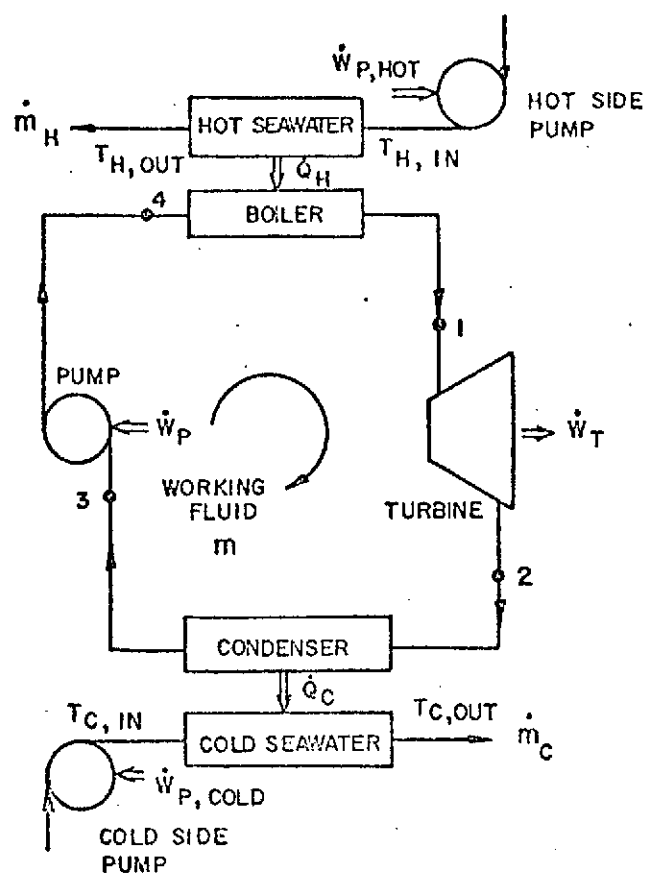 Ẇ P, HOT
HOT SIDE
PUMP
ṁ H
HOT SEAWATER
T H, OUT
Q̇ H
T H, IN
4
BOILER
1
PUMP
Ẇ P
Ẇ T
3
WORKING
FLUID
m
TURBINE
2
CONDENSER
Q̇ C
T C, IN
T C, OUT
COLD SEAWATER
ṁ C
Ẇ P, COLD
COLD SIDE
PUMP